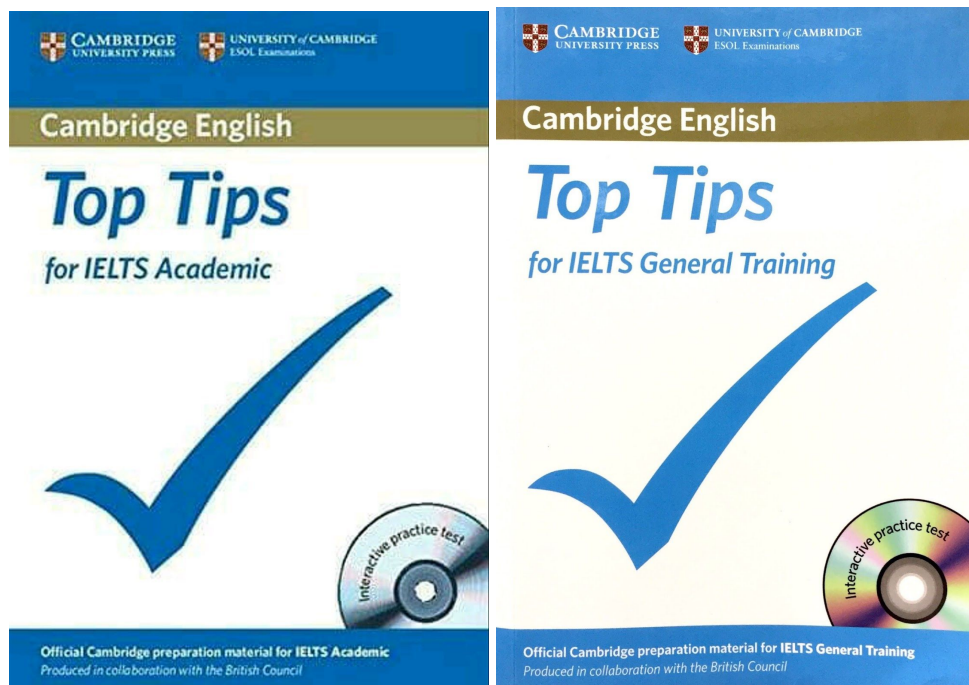 CAMBRIDGE
UNIVERSITY PRESS
UNIVERSITY of CAMBRIDGE
ESOL Examinations
Cambridge English
Top Tips
for IELTS Academic
Interactive practice test
Official Cambridge preparation material for IELTS Academic
Produced in collaboration with the British Council
CAMBRIDGE
UNIVERSITY PRESS
UNIVERSITY of CAMBRIDGE
ESOL Examinations
Cambridge English
Top Tips
for IELTS General Training
Interactive practice test
Official Cambridge preparation material for IELTS General Training
Produced in collaboration with the British Council